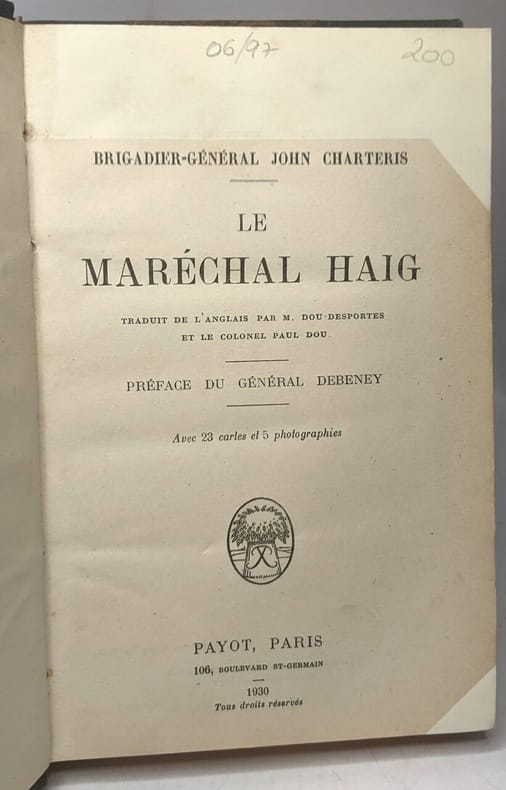 06/97
200
BRIGADIER-GÉNÉRAL JOHN CHARTERIS
LE
MARÉCHAL HAIG
TRADUIT DE L'ANGLAIS PAR M. DOU-DESPORTES
ET LE COLONEL PAUL DOU.
PRÉFACE DU GÉNÉRAL DEBENEY
Avec 23 cartes et 5 photographies
PAYOT, PARIS
106, BOULEVARD ST-GERMAIN
1930
Tous droits réservés